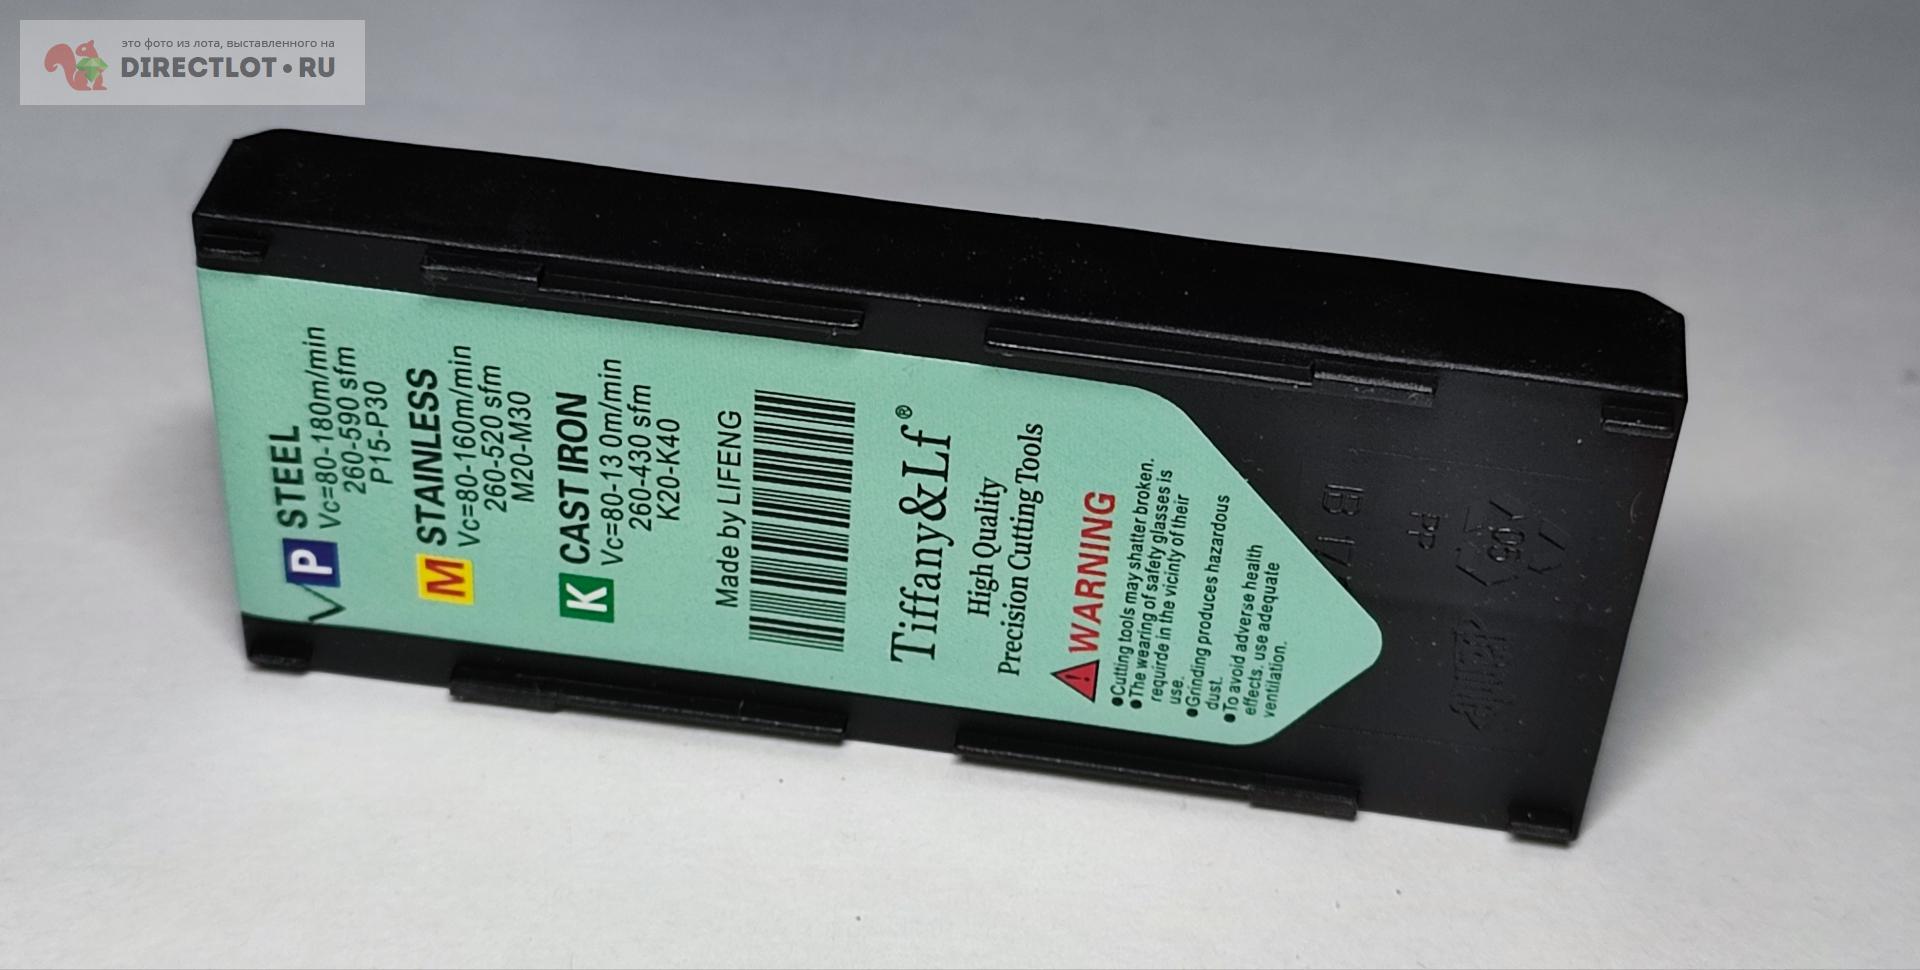 это фото из лота, выставленного на
DIRECTLOT.RU
P STEEL
Vc=80-180m/min
260-590 sfm
P15-P30
M STAINLESS
Vc=80-160m/min
260-520 sfm
M20-M30
K CAST IRON
Vc=80-13 0m/min
260-430 sfm
K20-K40
Made by LIFENG
Tiffany&Lf®
High Quality
Precision Cutting Tools
WARNING
●Cutting tools may shatter broken.
●The wearing of safety glasses is
requirde in the vicinity of their
use.
●Grinding produces hazardous
dust.
●To avoid adverse health
effects, use adequate
ventilation.
PP
05